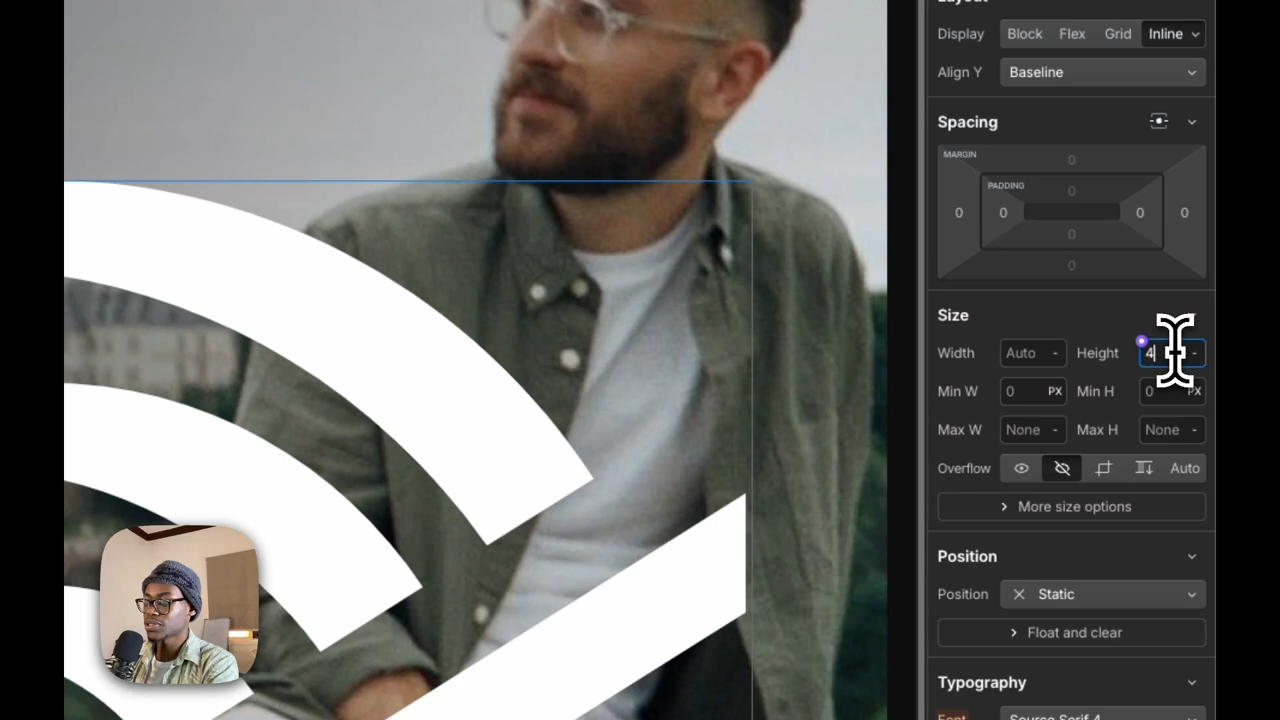 Layout
Display Block Flex Grid Inline
Align Y Baseline
Spacing
MARGIN 0
PADDING 0
0 0 0 0
0
0
Size
Width Auto - Height 4 -
Min W 0 PX Min H 0 PX
Max W None - Max H None -
Overflow Auto
More size options
Position
Position Static
Float and clear
Typography
Font Source Serif 4